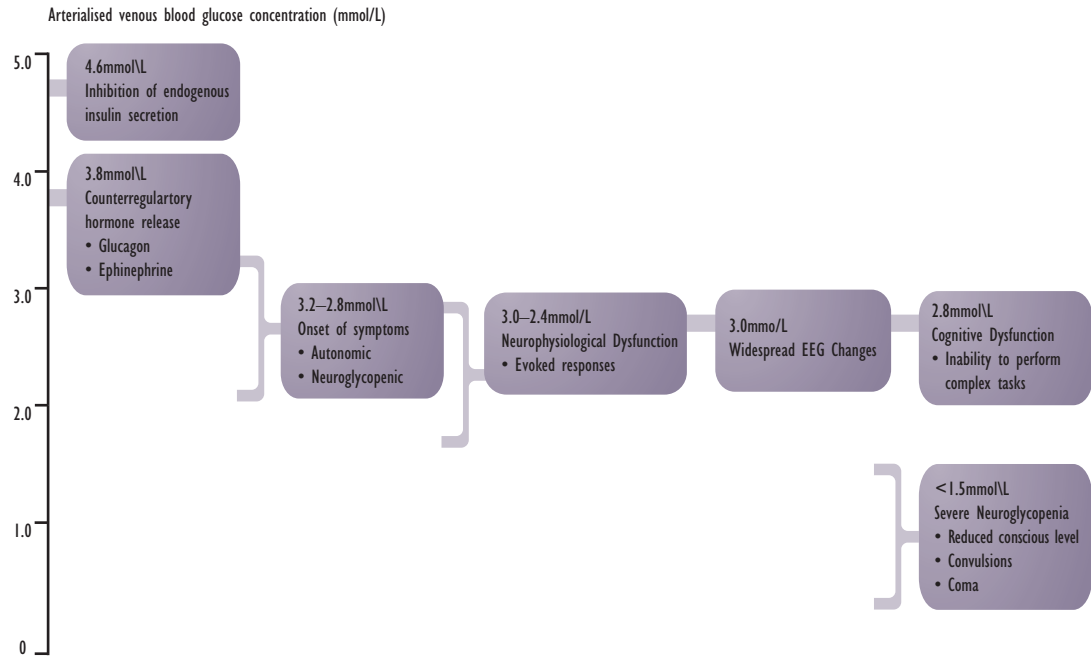 Arterialised venous blood glucose concentration (mmol/L)
5.0
4.0
3.0
2.0
1.0
0
4.6mmol\L
Inhibition of endogenous
insulin secretion
3.8mmol\L
Counterregulartory
hormone release
• Glucagon
• Ephinephrine
3.2–2.8mmol\L
Onset of symptoms
• Autonomic
• Neuroglycopenic
3.0–2.4mmol/L
Neurophysiological Dysfunction
• Evoked responses
3.0mmo/L
Widespread EEG Changes
2.8mmol\L
Cognitive Dysfunction
• Inability to perform
complex tasks
<1.5mmol\L
Severe Neuroglycopenia
• Reduced conscious level
• Convulsions
• Coma